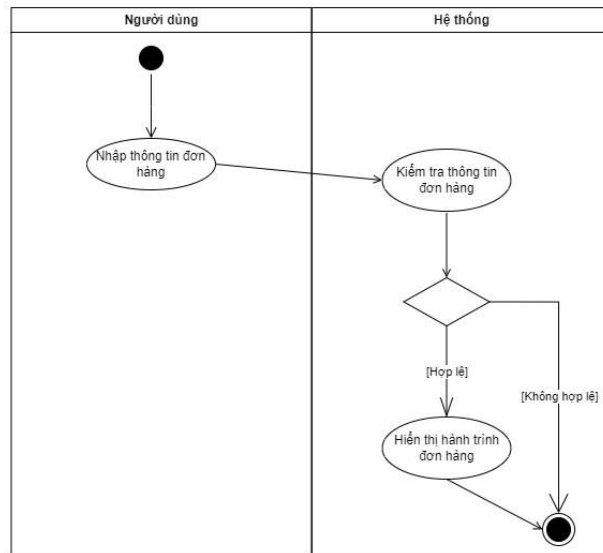 Người dùng
Hệ thống
Nhập thông tin đơn
hàng
Kiểm tra thông tin
đơn hàng
[Hợp lệ]
[Không hợp lệ]
Hiển thị hành trình
đơn hàng